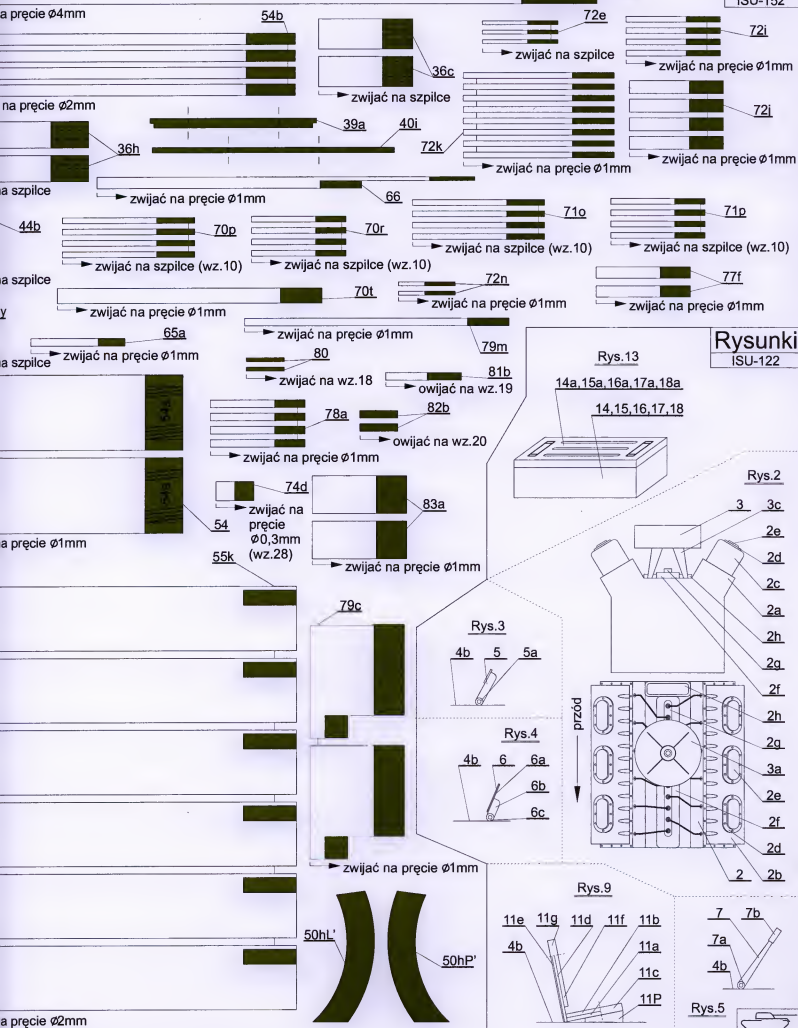 ISU-152
a pręcie Ø4mm
54b
72e
72i
36c
zwijać na szpilce
zwijać na pręcie Ø1mm
zwijać na szpilce
na pręcie Ø2mm
39a
40i
72k
72j
36h
zwijać na pręcie Ø1mm
zwijać na pręcie Ø1mm
a szpilce
66
zwijać na pręcie Ø1mm
44b
70p
70r
71o
71p
zwijać na szpilce (wz.10)
zwijać na szpilce (wz.10)
zwijać na szpilce (wz.10)
zwijać na szpilce (wz.10)
a szpilce
70t
72n
77f
zwijać na pręcie Ø1mm
zwijać na pręcie Ø1mm
zwijać na pręcie Ø1mm
y
65a
zwijać na pręcie Ø1mm
79m
zwijać na pręcie Ø1mm
a szpilce
80
zwijać na wz.18
81b
owijać na wz.19
Rysunki
ISU-122
Rys.13
14a,15a,16a,17a,18a
14,15,16,17,18
54s
54s
54
78a
zwijać na pręcie Ø1mm
82b
owijać na wz.20
74d
zwijać na
pręcie
Ø0,3mm
(wz.28)
83a
zwijać na pręcie Ø1mm
a pręcie Ø1mm
55k
79c
zwijać na pręcie Ø1mm
Rys.2
3
3c
2e
2d
2c
2a
2h
2g
2f
2h
2g
3a
2e
2f
2d
2
2b
przód
Rys.3
4b
5
5a
Rys.4
4b
6
6a
6b
6c
Rys.9
11e
11g
11d
11f
11b
4b
11a
11c
11P
7
7b
7a
4b
Rys.5
50hL'
50hP'
a pręcie Ø2mm